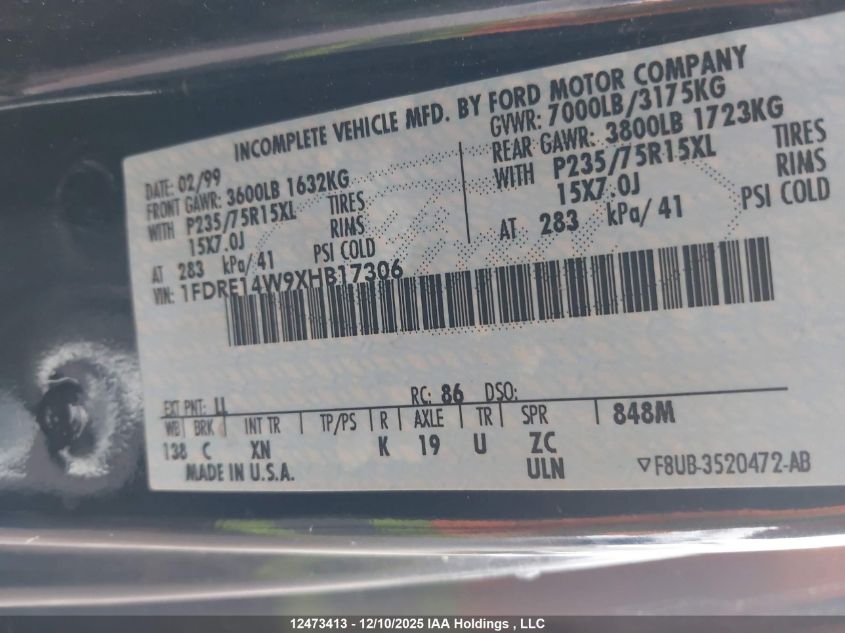 INCOMPLETE VEHICLE MFD. BY FORD MOTOR COMPANY
DATE: 02/99
GVWR: 7000LB/3175KG
FRONT GAWR: 3600LB 1632KG
REAR GAWR: 3800LB 1723KG
WITH P235/75R15XL TIRES
WITH P235/75R15XL TIRES
15X7.0J RIMS
15X7.0J RIMS
AT 283 kPa/41 PSI COLD
AT 283 kPa/41 PSI COLD
VIN: 1FDRE14W9XHB17306
EXT PNT: LL RC: 86 DSO:
WB BRK INT TR TP/PS R AXLE TR SPR 848M
138 C XN K 19 U ZC
MADE IN U.S.A. ULN
F8UB-3520472-AB
12473413 - 12/10/2025 IAA Holdings , LLC